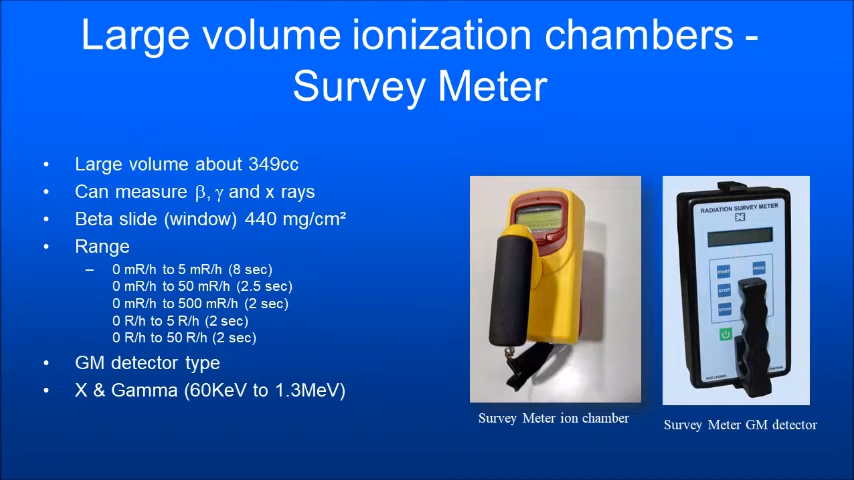 Large volume ionization chambers -
Survey Meter
• Large volume about 349cc
• Can measure β, γ and x rays
• Beta slide (window) 440 mg/cm²
• Range
– 0 mR/h to 5 mR/h (8 sec)
0 mR/h to 50 mR/h (2.5 sec)
0 mR/h to 500 mR/h (2 sec)
0 R/h to 5 R/h (2 sec)
0 R/h to 50 R/h (2 sec)
• GM detector type
• X & Gamma (60KeV to 1.3MeV)
RADIATION SURVEY METER
START
STOP
Survey Meter ion chamber
Survey Meter GM detector